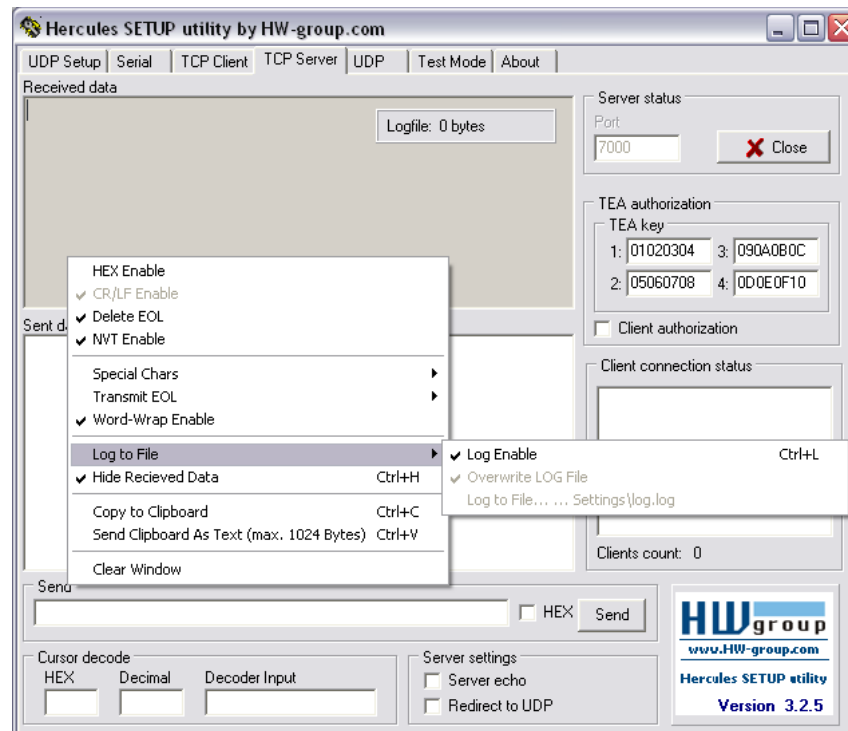 Hercules SETUP utility by HW-group.com
UDP Setup Serial TCP Client TCP Server UDP Test Mode About
Received data
Logfile: 0 bytes
Server status
Port
7000
Close
TEA authorization
TEA key
1: 01020304 3: 090A0B0C
2: 05060708 4: 0D0E0F10
Client authorization
Sent d
HEX Enable
CR/LF Enable
Delete EOL
NVT Enable
Special Chars
Transmit EOL
Word-Wrap Enable
Log to File
Hide Recieved Data Ctrl+H
Copy to Clipboard Ctrl+C
Send Clipboard As Text (max. 1024 Bytes) Ctrl+V
Clear Window
Log Enable Ctrl+L
Overwrite LOG File
Log to File... ... Settings\log.log
Client connection status
Clients count: 0
Send
HEX Send
Cursor decode
HEX Decimal Decoder Input
Server settings
Server echo
Redirect to UDP
HW group
www.HW-group.com
Hercules SETUP utility
Version 3.2.5